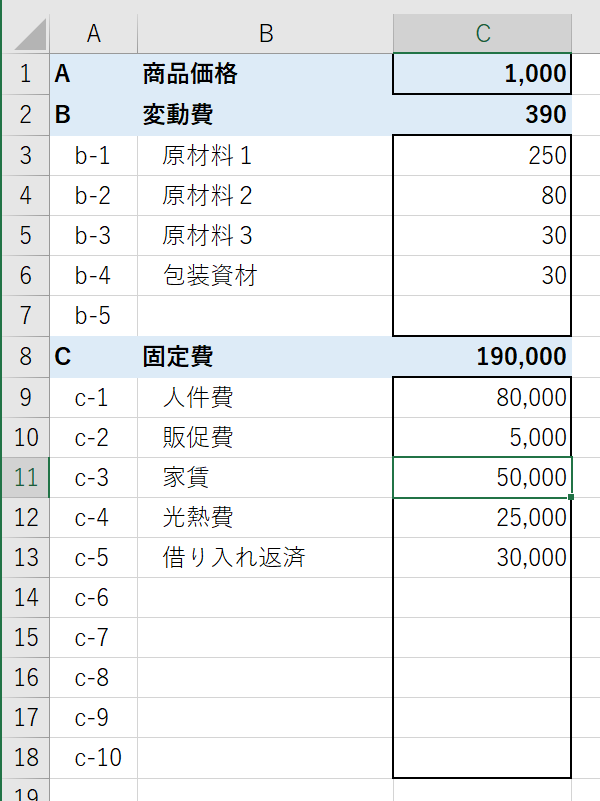 A B C
1 A 商品価格 1,000
2 B 変動費 390
3 b-1 原材料１ 250
4 b-2 原材料２ 80
5 b-3 原材料３ 30
6 b-4 包装資材 30
7 b-5
8 C 固定費 190,000
9 c-1 人件費 80,000
10 c-2 販促費 5,000
11 c-3 家賃 50,000
12 c-4 光熱費 25,000
13 c-5 借り入れ返済 30,000
14 c-6
15 c-7
16 c-8
17 c-9
18 c-10
19